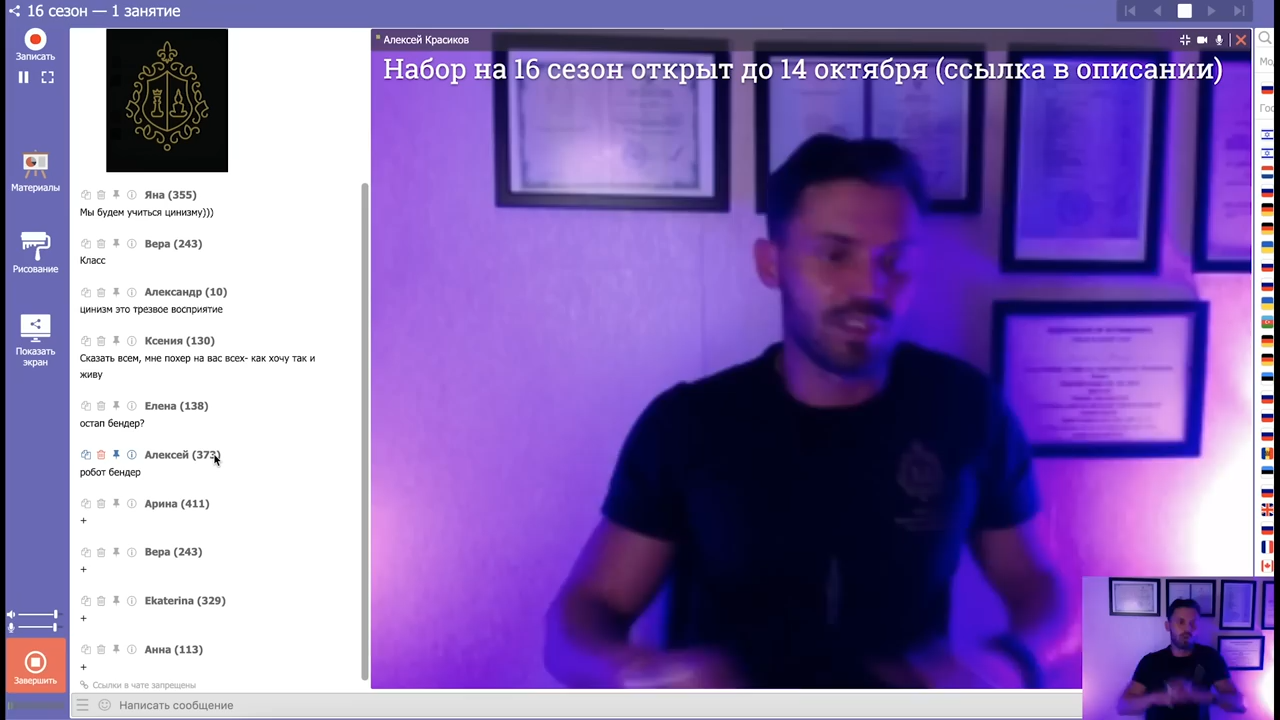 16 сезон — 1 занятие
Записать
Материалы
Рисование
Показать
экран
Завершить
Яна (355)
Мы будем учиться цинизму)))
Вера (243)
Класс
Александр (10)
цинизм это трезвое восприятие
Ксения (130)
Сказать всем, мне похер на вас всех- как хочу так и
живу
Елена (138)
остап бендер?
Алексей (373)
робот бендер
Арина (411)
+
Вера (243)
+
Ekaterina (329)
+
Анна (113)
+
Ссылки в чате запрещены
Написать сообщение
Алексей Красиков
Набор на 16 сезон открыт до 14 октября (ссылка в описании)